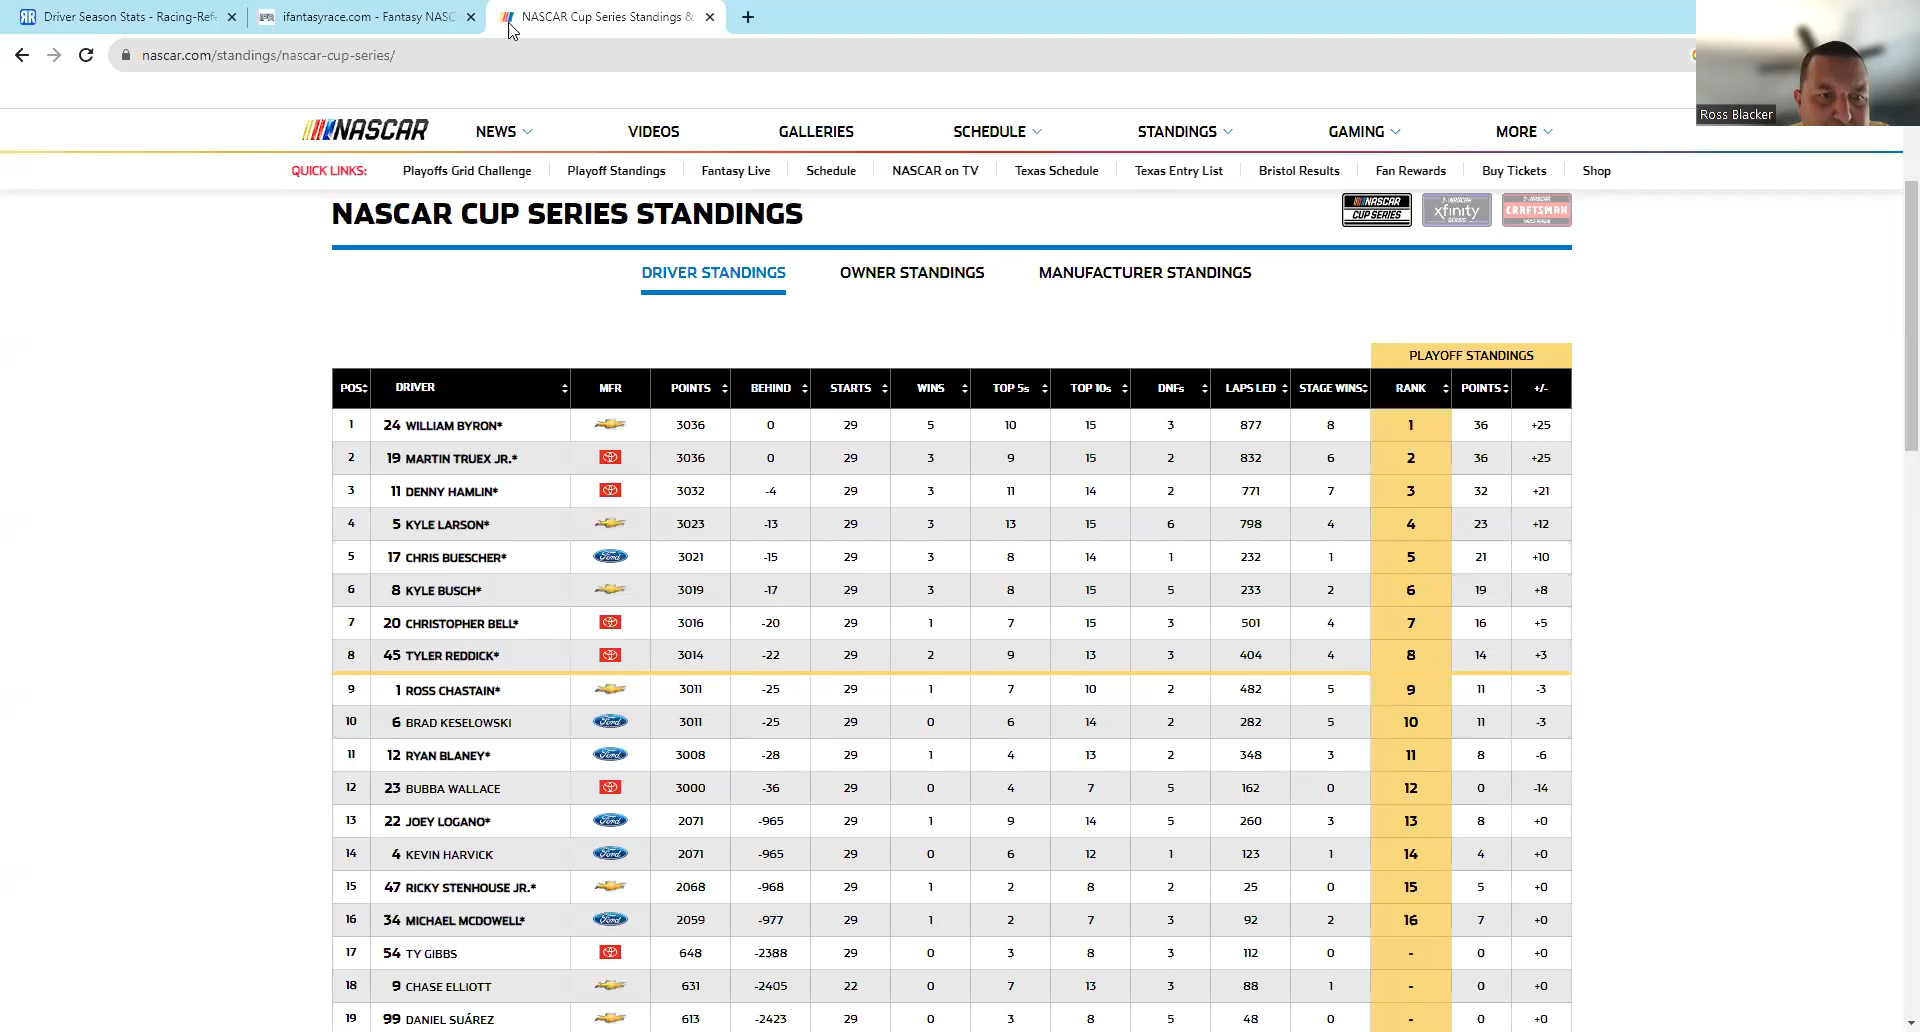 Driver Season Stats - Racing-Ref
ifantasyrace.com - Fantasy NASC
NASCAR Cup Series Standings &
nascar.com/standings/nascar-cup-series/
Ross Blacker
NASCAR NEWS VIDEOS GALLERIES SCHEDULE STANDINGS GAMING MORE
QUICK LINKS: Playoffs Grid Challenge Playoff Standings Fantasy Live Schedule NASCAR on TV Texas Schedule Texas Entry List Bristol Results Fan Rewards Buy Tickets Shop
NASCAR CUP SERIES STANDINGS
NASCAR
CUP SERIES
xfinity
SERIES
CRAFTSMAN
DRIVER STANDINGS OWNER STANDINGS MANUFACTURER STANDINGS
PLAYOFF STANDINGS
POS DRIVER MFR POINTS BEHIND STARTS WINS TOP 5s TOP 10s DNFs LAPS LED STAGE WINS RANK POINTS +/-
1 24 WILLIAM BYRON* 3036 0 29 5 10 15 3 877 8 1 36 +25
2 19 MARTIN TRUEX JR.* 3036 0 29 3 9 15 2 832 6 2 36 +25
3 11 DENNY HAMLIN* 3032 -4 29 3 11 14 2 771 7 3 32 +21
4 5 KYLE LARSON* 3023 -13 29 3 13 15 6 798 4 4 23 +12
5 17 CHRIS BUESCHER* Ford 3021 -15 29 3 8 14 1 232 1 5 21 +10
6 8 KYLE BUSCH* 3019 -17 29 3 8 15 5 233 2 6 19 +8
7 20 CHRISTOPHER BELL* 3016 -20 29 1 7 15 3 501 4 7 16 +5
8 45 TYLER REDDICK* 3014 -22 29 2 9 13 3 404 4 8 14 +3
9 1 ROSS CHASTAIN* 3011 -25 29 1 7 10 2 482 5 9 11 -3
10 6 BRAD KESELOWSKI Ford 3011 -25 29 0 6 14 2 282 5 10 11 -3
11 12 RYAN BLANEY* Ford 3008 -28 29 1 4 13 2 348 3 11 8 -6
12 23 BUBBA WALLACE 3000 -36 29 0 4 7 5 162 0 12 0 -14
13 22 JOEY LOGANO* Ford 2071 -965 29 1 9 14 5 260 3 13 8 +0
14 4 KEVIN HARVICK Ford 2071 -965 29 0 6 12 1 123 1 14 4 +0
15 47 RICKY STENHOUSE JR.* 2068 -968 29 1 2 8 2 25 0 15 5 +0
16 34 MICHAEL MCDOWELL* Ford 2059 -977 29 1 2 7 3 92 2 16 7 +0
17 54 TY GIBBS 648 -2388 29 0 3 8 3 112 0 - 0 +0
18 9 CHASE ELLIOTT 631 -2405 22 0 7 13 3 88 1 - 0 +0
19 99 DANIEL SUÁREZ 613 -2423 29 0 3 8 5 48 0 - 0 +0